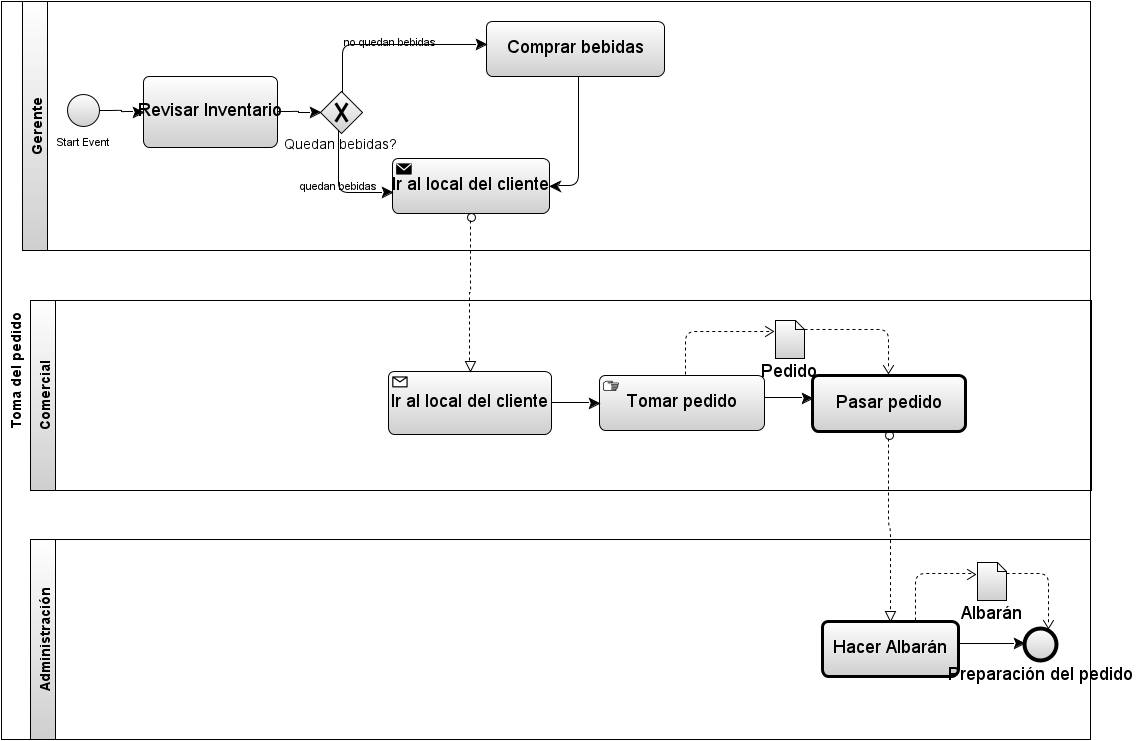 Toma del pedido
Gerente
Start Event
Revisar Inventario
Quedan bebidas?
no quedan bebidas
Comprar bebidas
quedan bebidas
Ir al local del cliente
Comercial
Ir al local del cliente
Tomar pedido
Pedido
Pasar pedido
Administración
Hacer Albarán
Albarán
Preparación del pedido